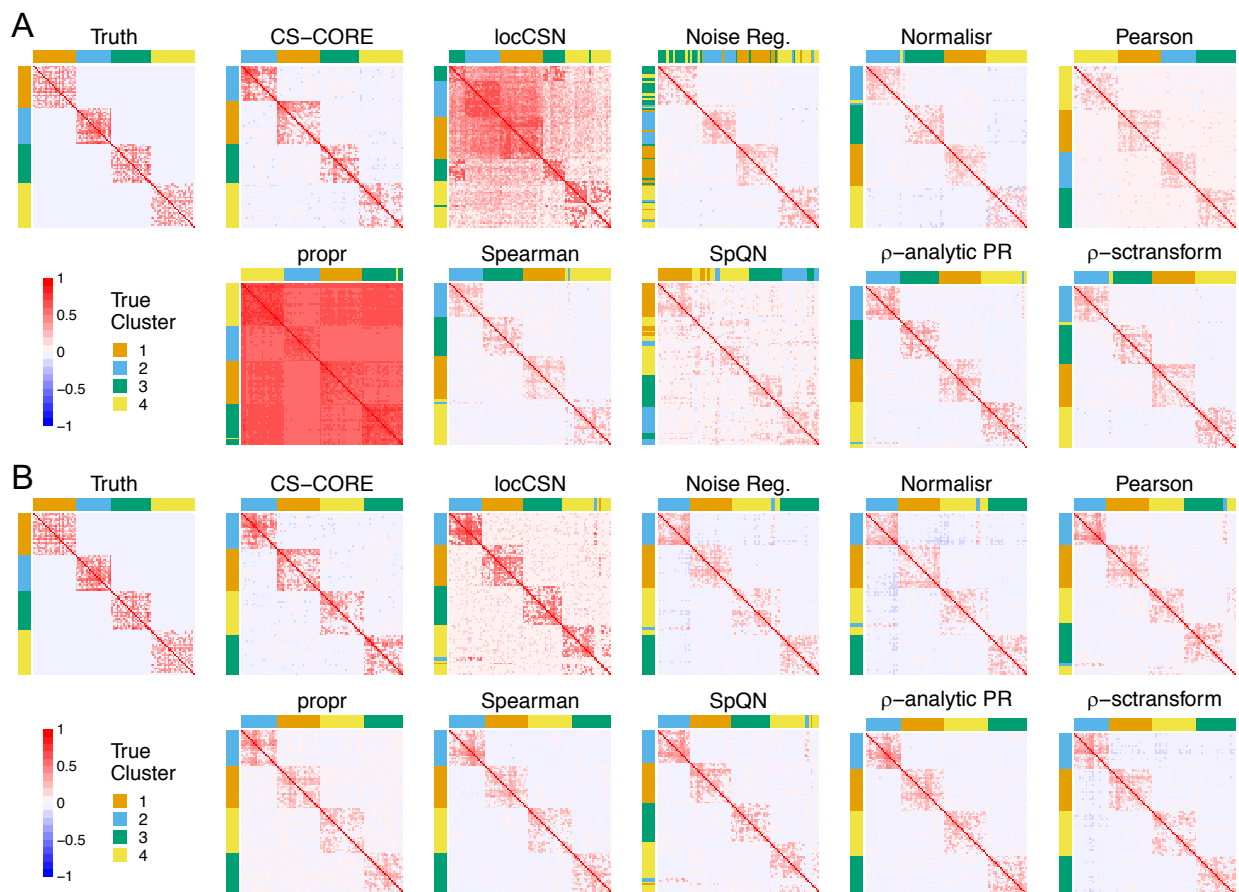 A
Truth
CS−CORE
locCSN
Noise Reg.
Normalisr
Pearson
propr
Spearman
SpQN
ρ−analytic PR
ρ−sctransform
1
0.5
0
−0.5
−1
True
Cluster
1
2
3
4
B
Truth
CS−CORE
locCSN
Noise Reg.
Normalisr
Pearson
propr
Spearman
SpQN
ρ−analytic PR
ρ−sctransform
1
0.5
0
−0.5
−1
True
Cluster
1
2
3
4